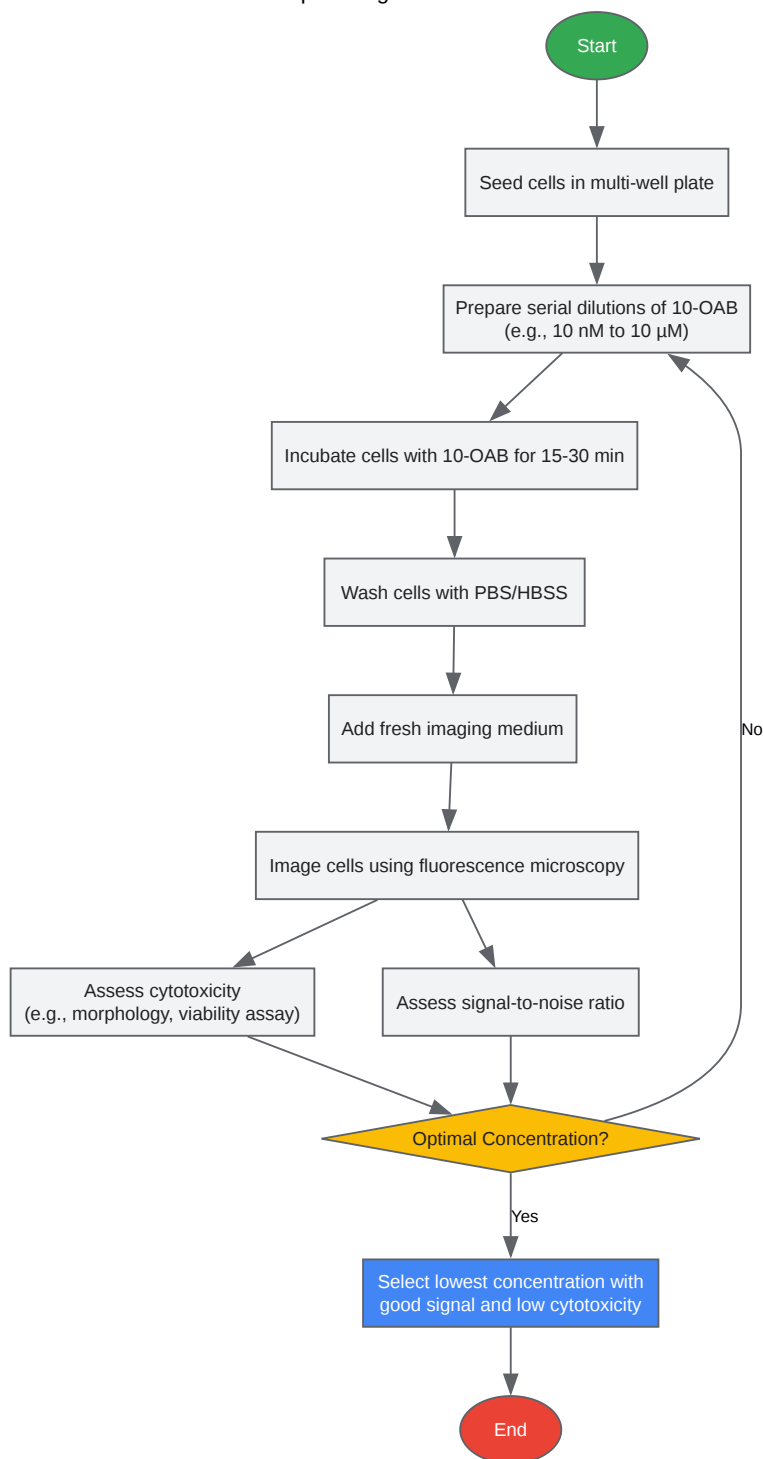 Start
Seed cells in multi-well plate
Prepare serial dilutions of 10-OAB
(e.g., 10 nM to 10 µM)
Incubate cells with 10-OAB for 15-30 min
Wash cells with PBS/HBSS
Add fresh imaging medium
No
Image cells using fluorescence microscopy
Assess cytotoxicity
(e.g., morphology, viability assay)
Assess signal-to-noise ratio
Optimal Concentration?
Yes
Select lowest concentration with
good signal and low cytotoxicity
End